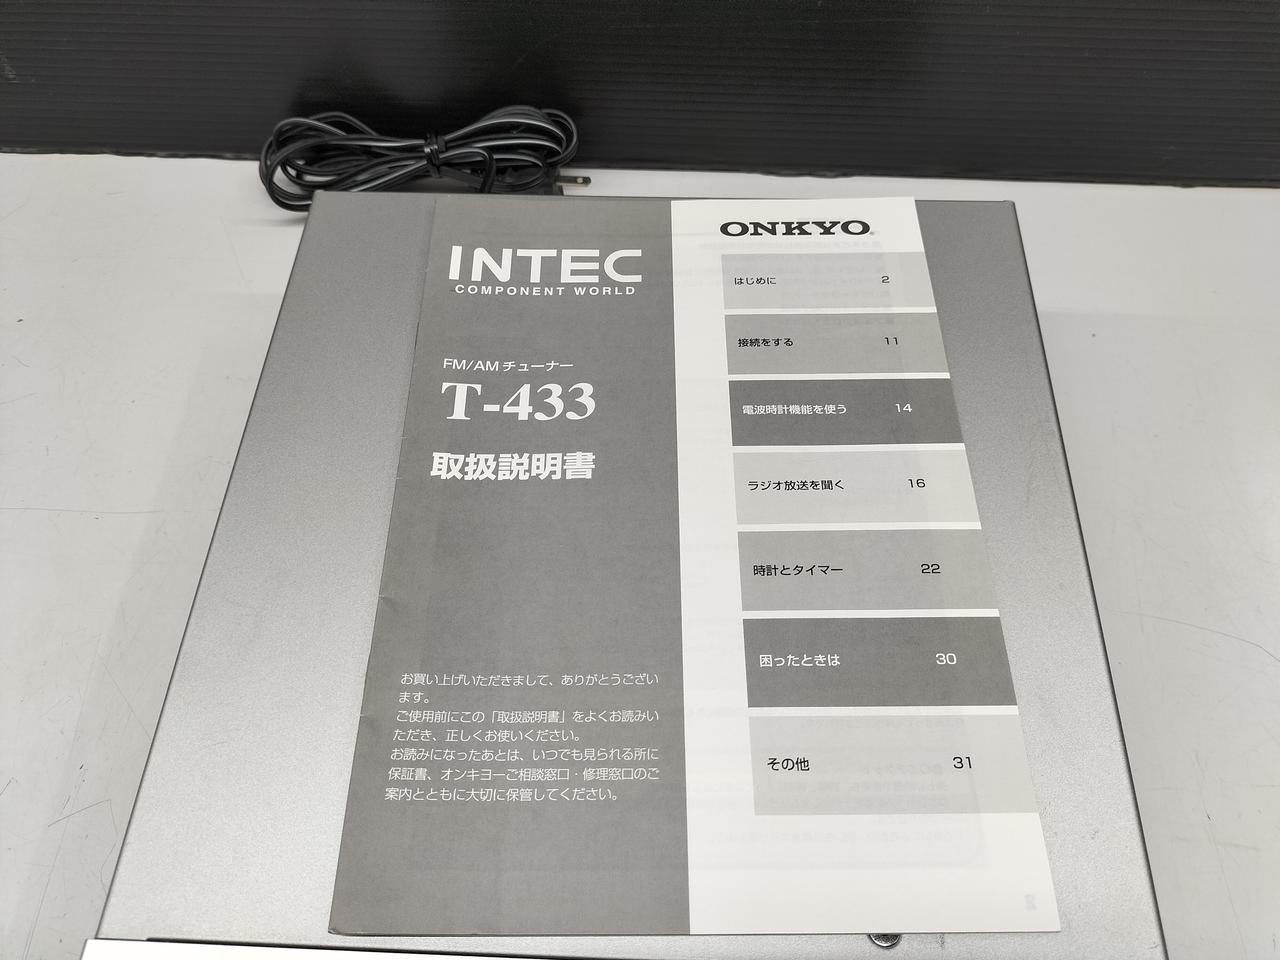 INTEC
COMPONENT WORLD
FM/AM チューナー
T-433
取扱説明書
お買い上げいただきまして、ありがとうござい
ます。
ご使用前にこの「取扱説明書」をよくお読みい
ただき、正しくお使いください。
お読みになったあとは、いつでも見られる所に
保証書、オンキヨーご相談窓口・修理窓口のご
案内とともに大切に保管してください。
ONKYO
はじめに 2
接続をする 11
電波時計機能を使う 14
ラジオ放送を聞く 16
時計とタイマー 22
困ったときは 30
その他 31